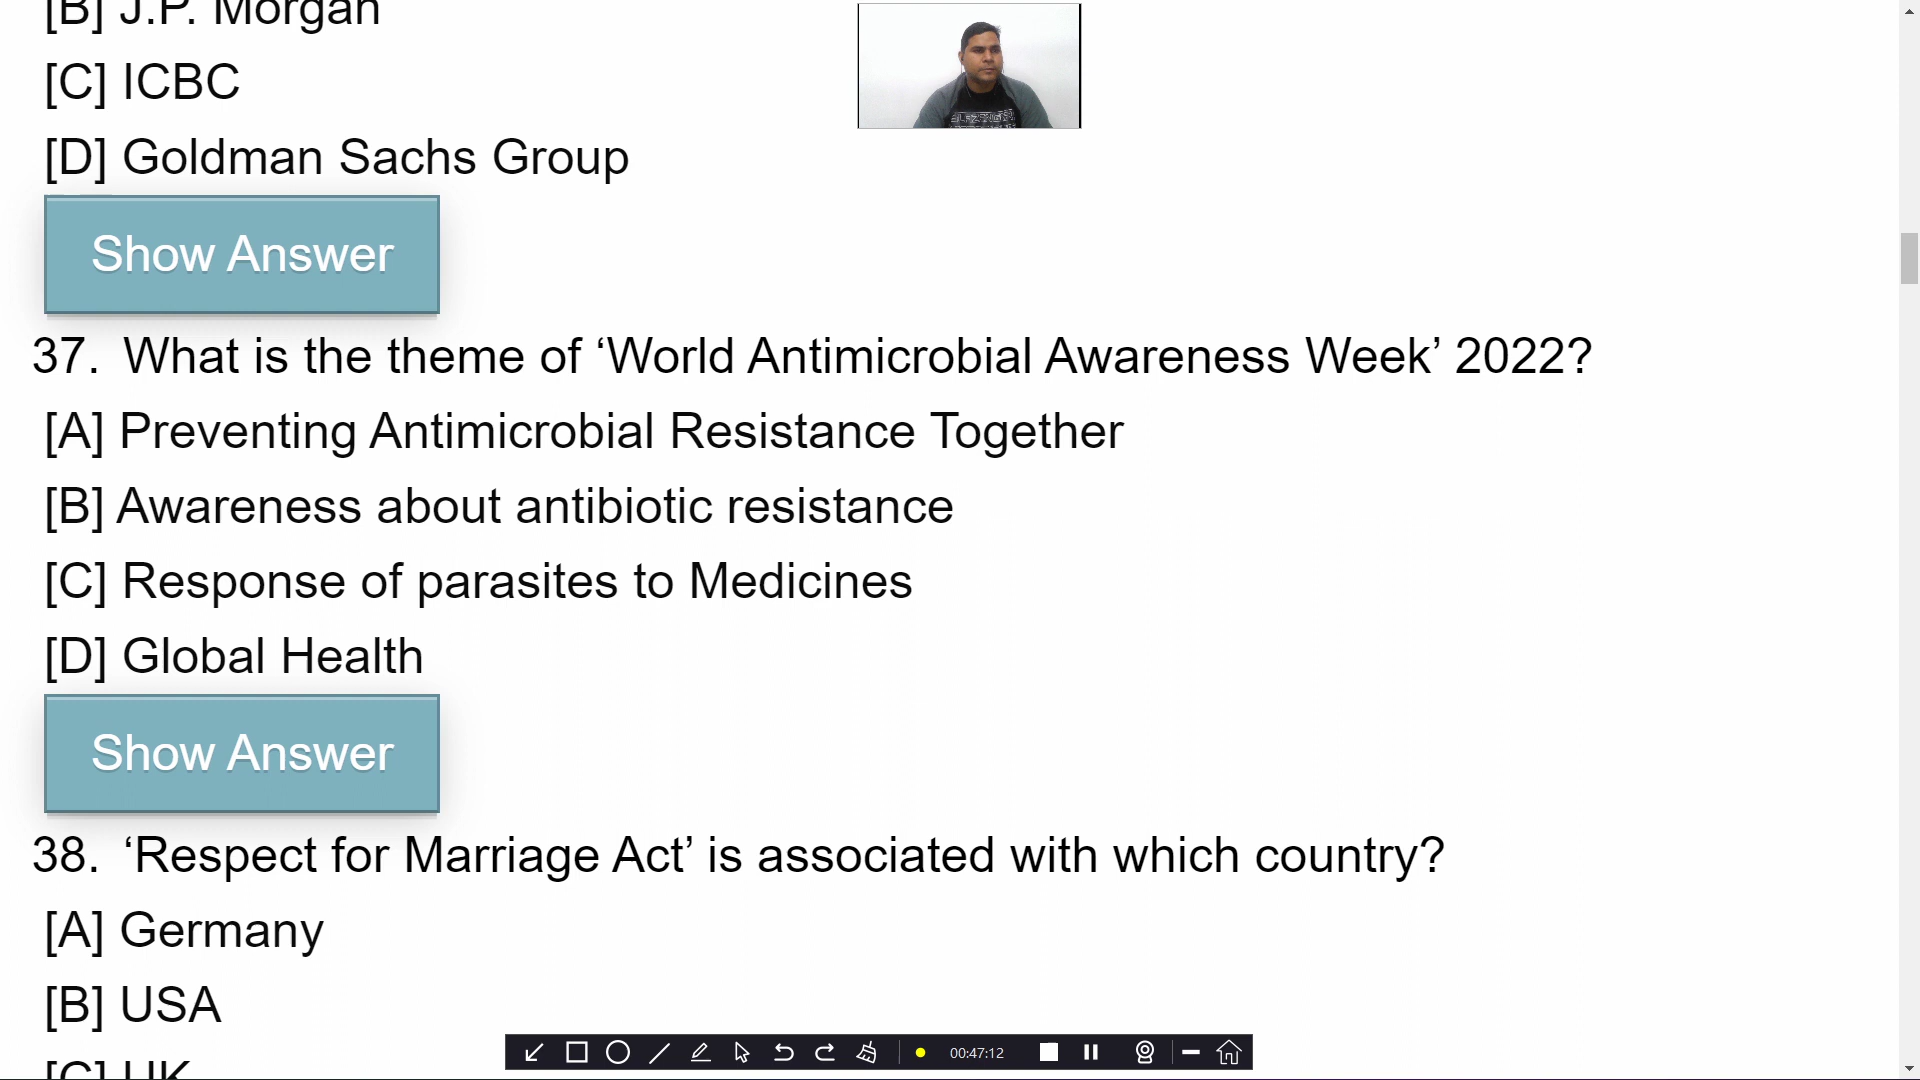 [B] J.P. Morgan
[C] ICBC
[D] Goldman Sachs Group
Show Answer
37. What is the theme of ‘World Antimicrobial Awareness Week’ 2022?
[A] Preventing Antimicrobial Resistance Together
[B] Awareness about antibiotic resistance
[C] Response of parasites to Medicines
[D] Global Health
Show Answer
38. ‘Respect for Marriage Act’ is associated with which country?
[A] Germany
[B] USA
[C] UK
00:47:12